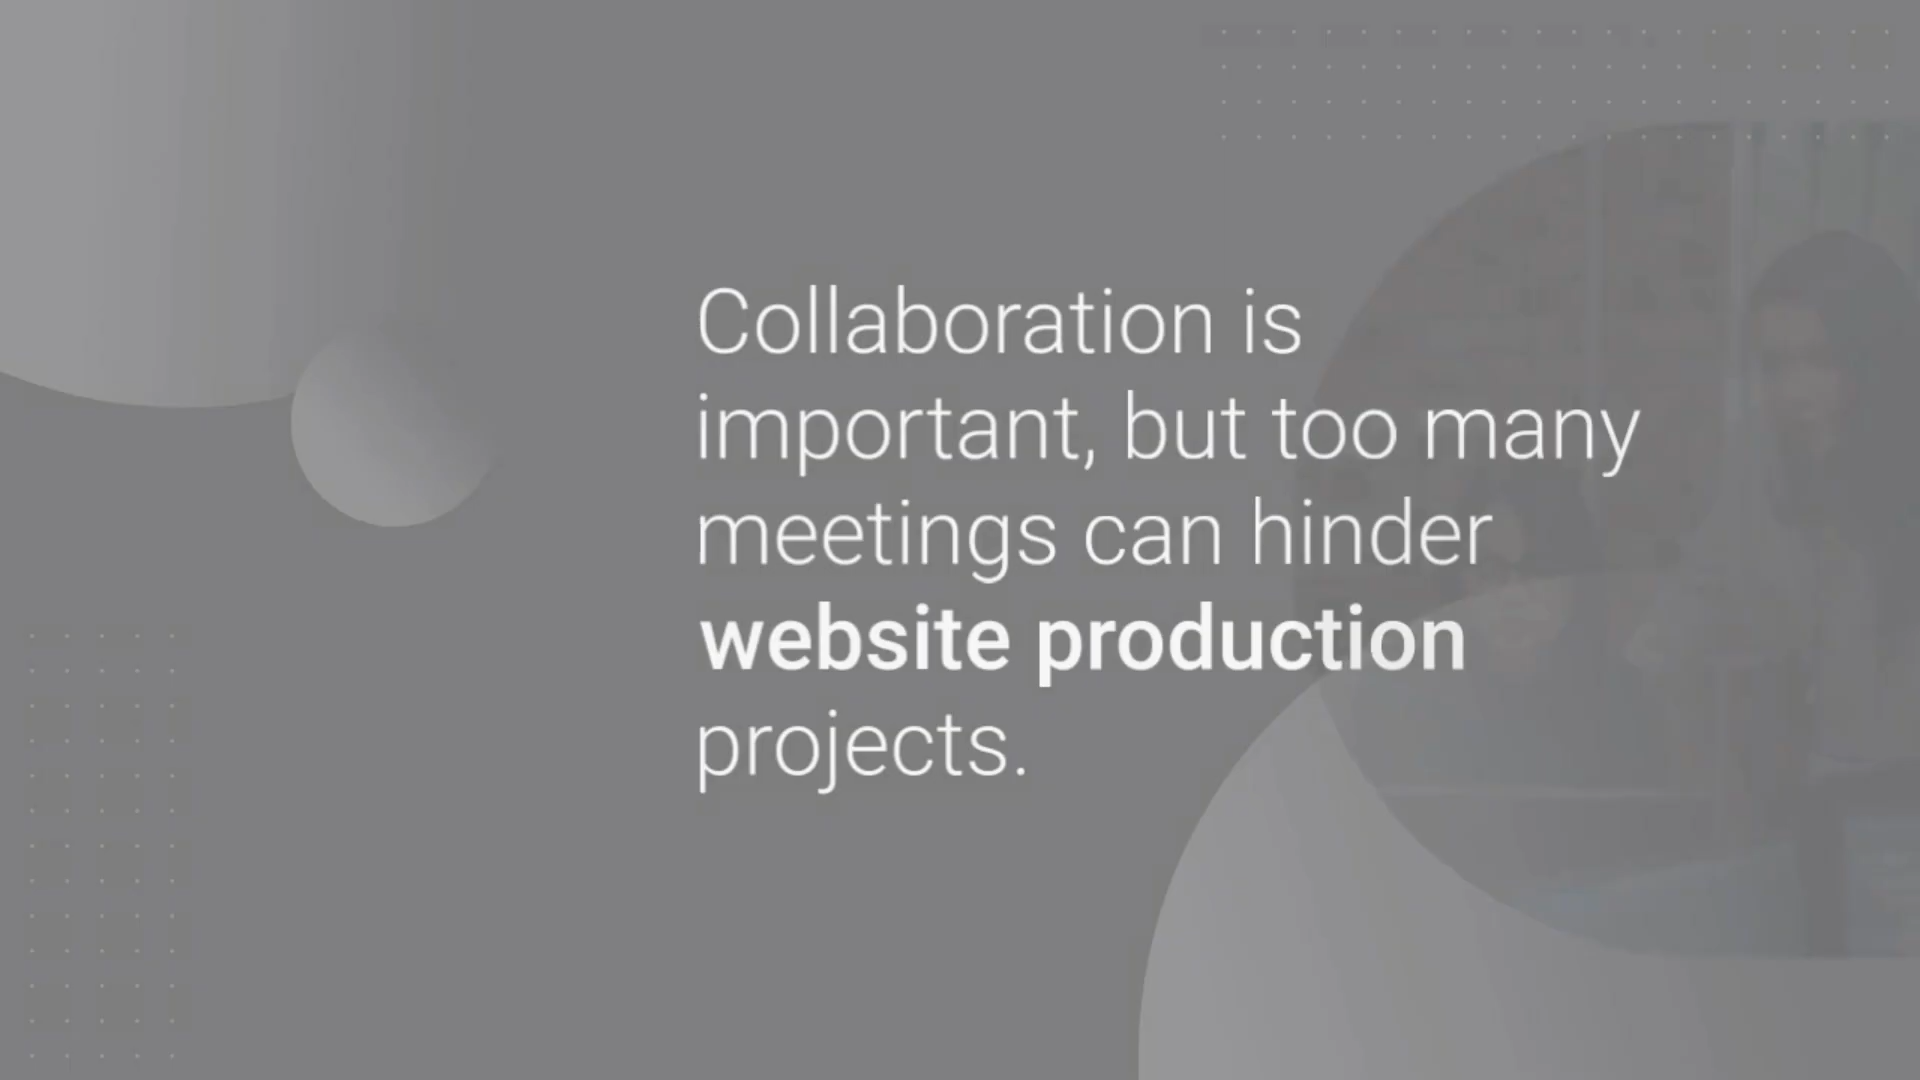 Collaboration is
important, but too many
meetings can hinder
website production
projects.